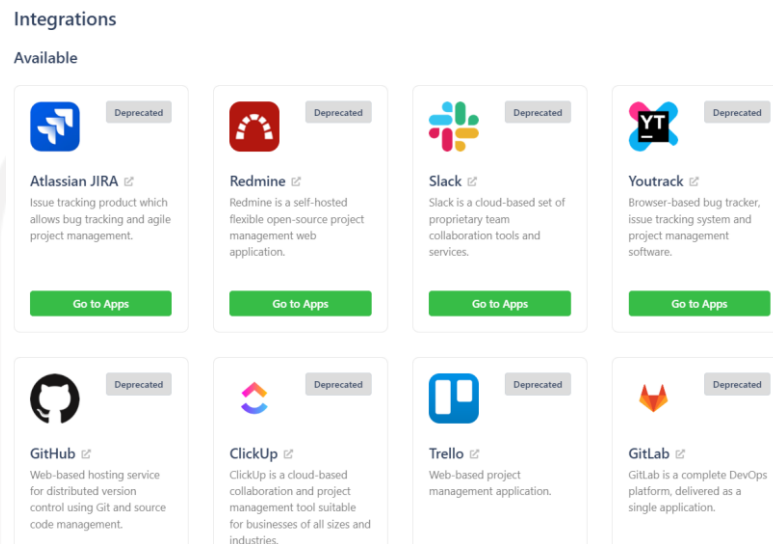 Integrations
Available
Deprecated
Atlassian JIRA
Issue tracking product which
allows bug tracking and agile
project management.
Go to Apps
Deprecated
Redmine
Redmine is a self-hosted
flexible open-source project
management web
application.
Go to Apps
Deprecated
Slack
Slack is a cloud-based set of
proprietary team
collaboration tools and
services.
Go to Apps
YT
Deprecated
Youtrack
Browser-based bug tracker,
issue tracking system and
project management
software.
Go to Apps
Deprecated
GitHub
Web-based hosting service
for distributed version
control using Git and source
code management.
Deprecated
ClickUp
ClickUp is a cloud-based
collaboration and project
management tool suitable
for businesses of all sizes and
industries.
Deprecated
Trello
Web-based project
management application.
Deprecated
GitLab
GitLab is a complete DevOps
platform, delivered as a
single application.